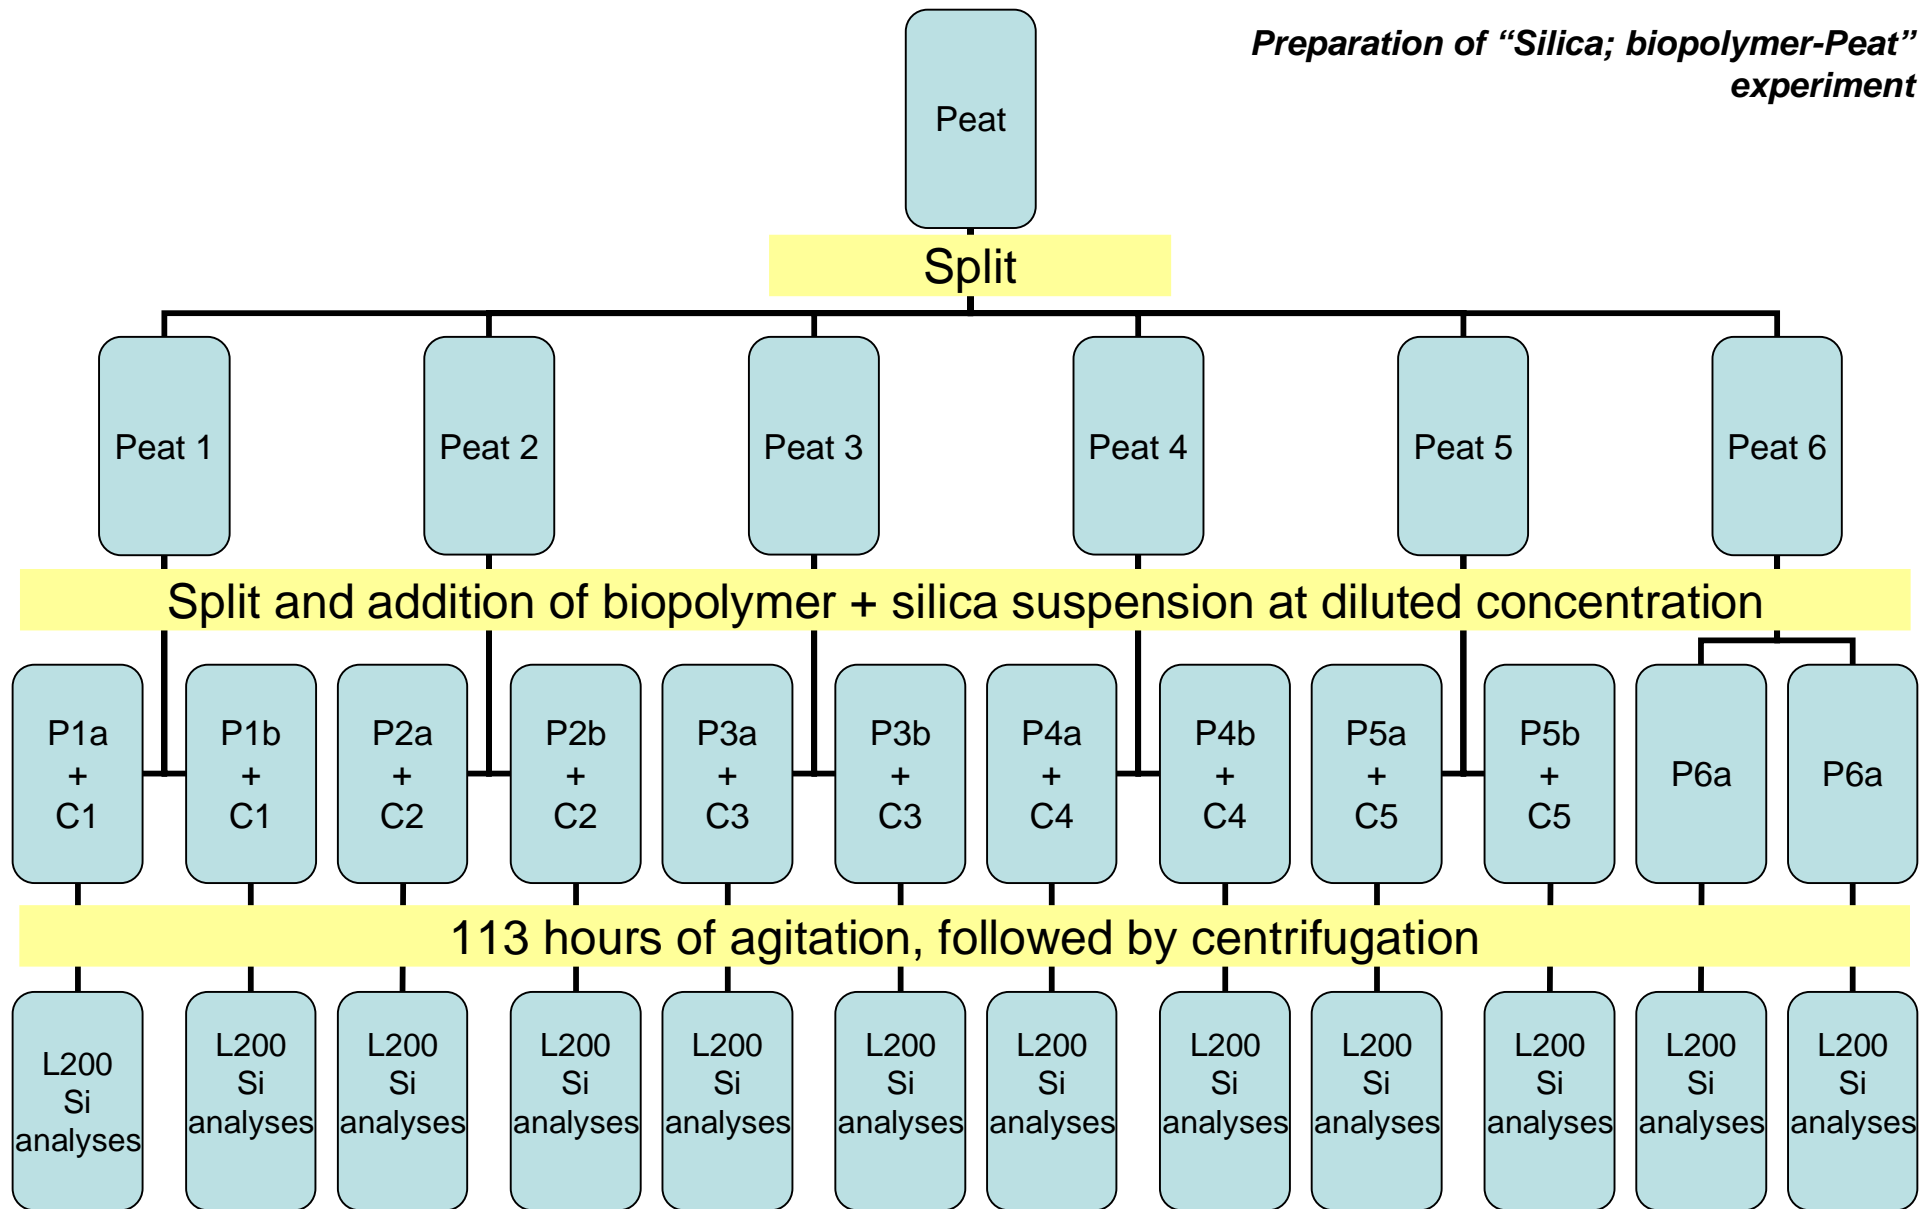 Preparation of “Silica; biopolymer-Peat”
experiment
Peat
Split
Peat 1
Peat 2
Peat 3
Peat 4
Peat 5
Peat 6
Split and addition of biopolymer + silica suspension at diluted concentration
P1a
+
C1
P1b
+
C1
P2a
+
C2
P2b
+
C2
P3a
+
C3
P3b
+
C3
P4a
+
C4
P4b
+
C4
P5a
+
C5
P5b
+
C5
P6a
P6a
113 hours of agitation, followed by centrifugation
L200
Si
analyses
L200
Si
analyses
L200
Si
analyses
L200
Si
analyses
L200
Si
analyses
L200
Si
analyses
L200
Si
analyses
L200
Si
analyses
L200
Si
analyses
L200
Si
analyses
L200
Si
analyses
L200
Si
analyses